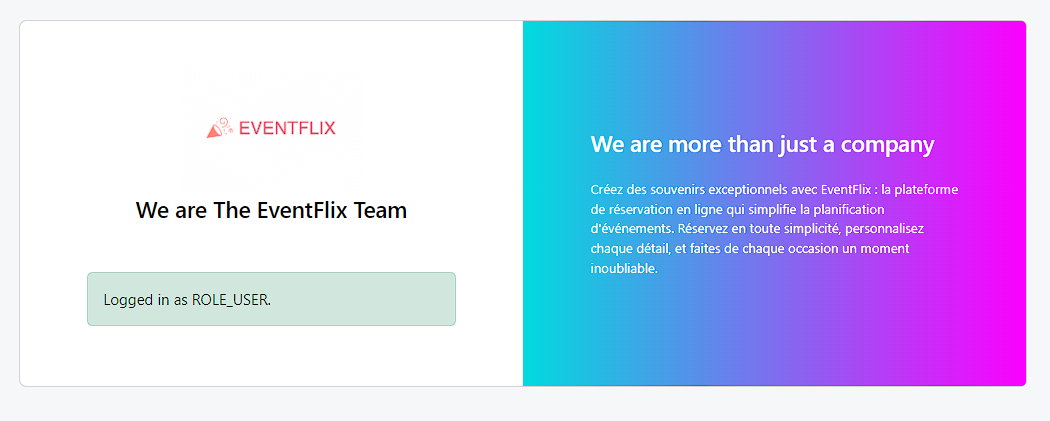 EVENTFLIX
We are The EventFlix Team
Logged in as ROLE_USER.
We are more than just a company
Créez des souvenirs exceptionnels avec EventFlix : la plateforme
de réservation en ligne qui simplifie la planification
d'événements. Réservez en toute simplicité, personnalisez
chaque détail, et faites de chaque occasion un moment
inoubliable.